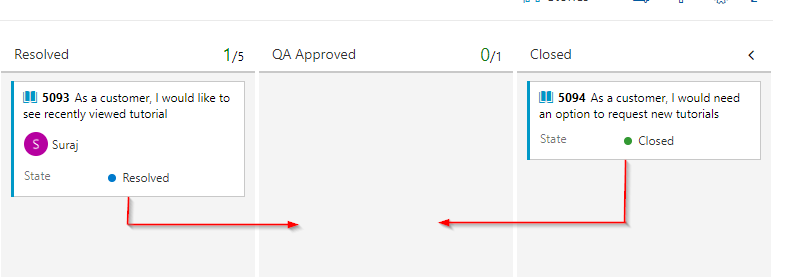 Resolved 1/5 QA Approved 0/1 Closed
5093 As a customer, I would like to
see recently viewed tutorial
S Suraj
State Resolved
5094 As a customer, I would need
an option to request new tutorials
State Closed